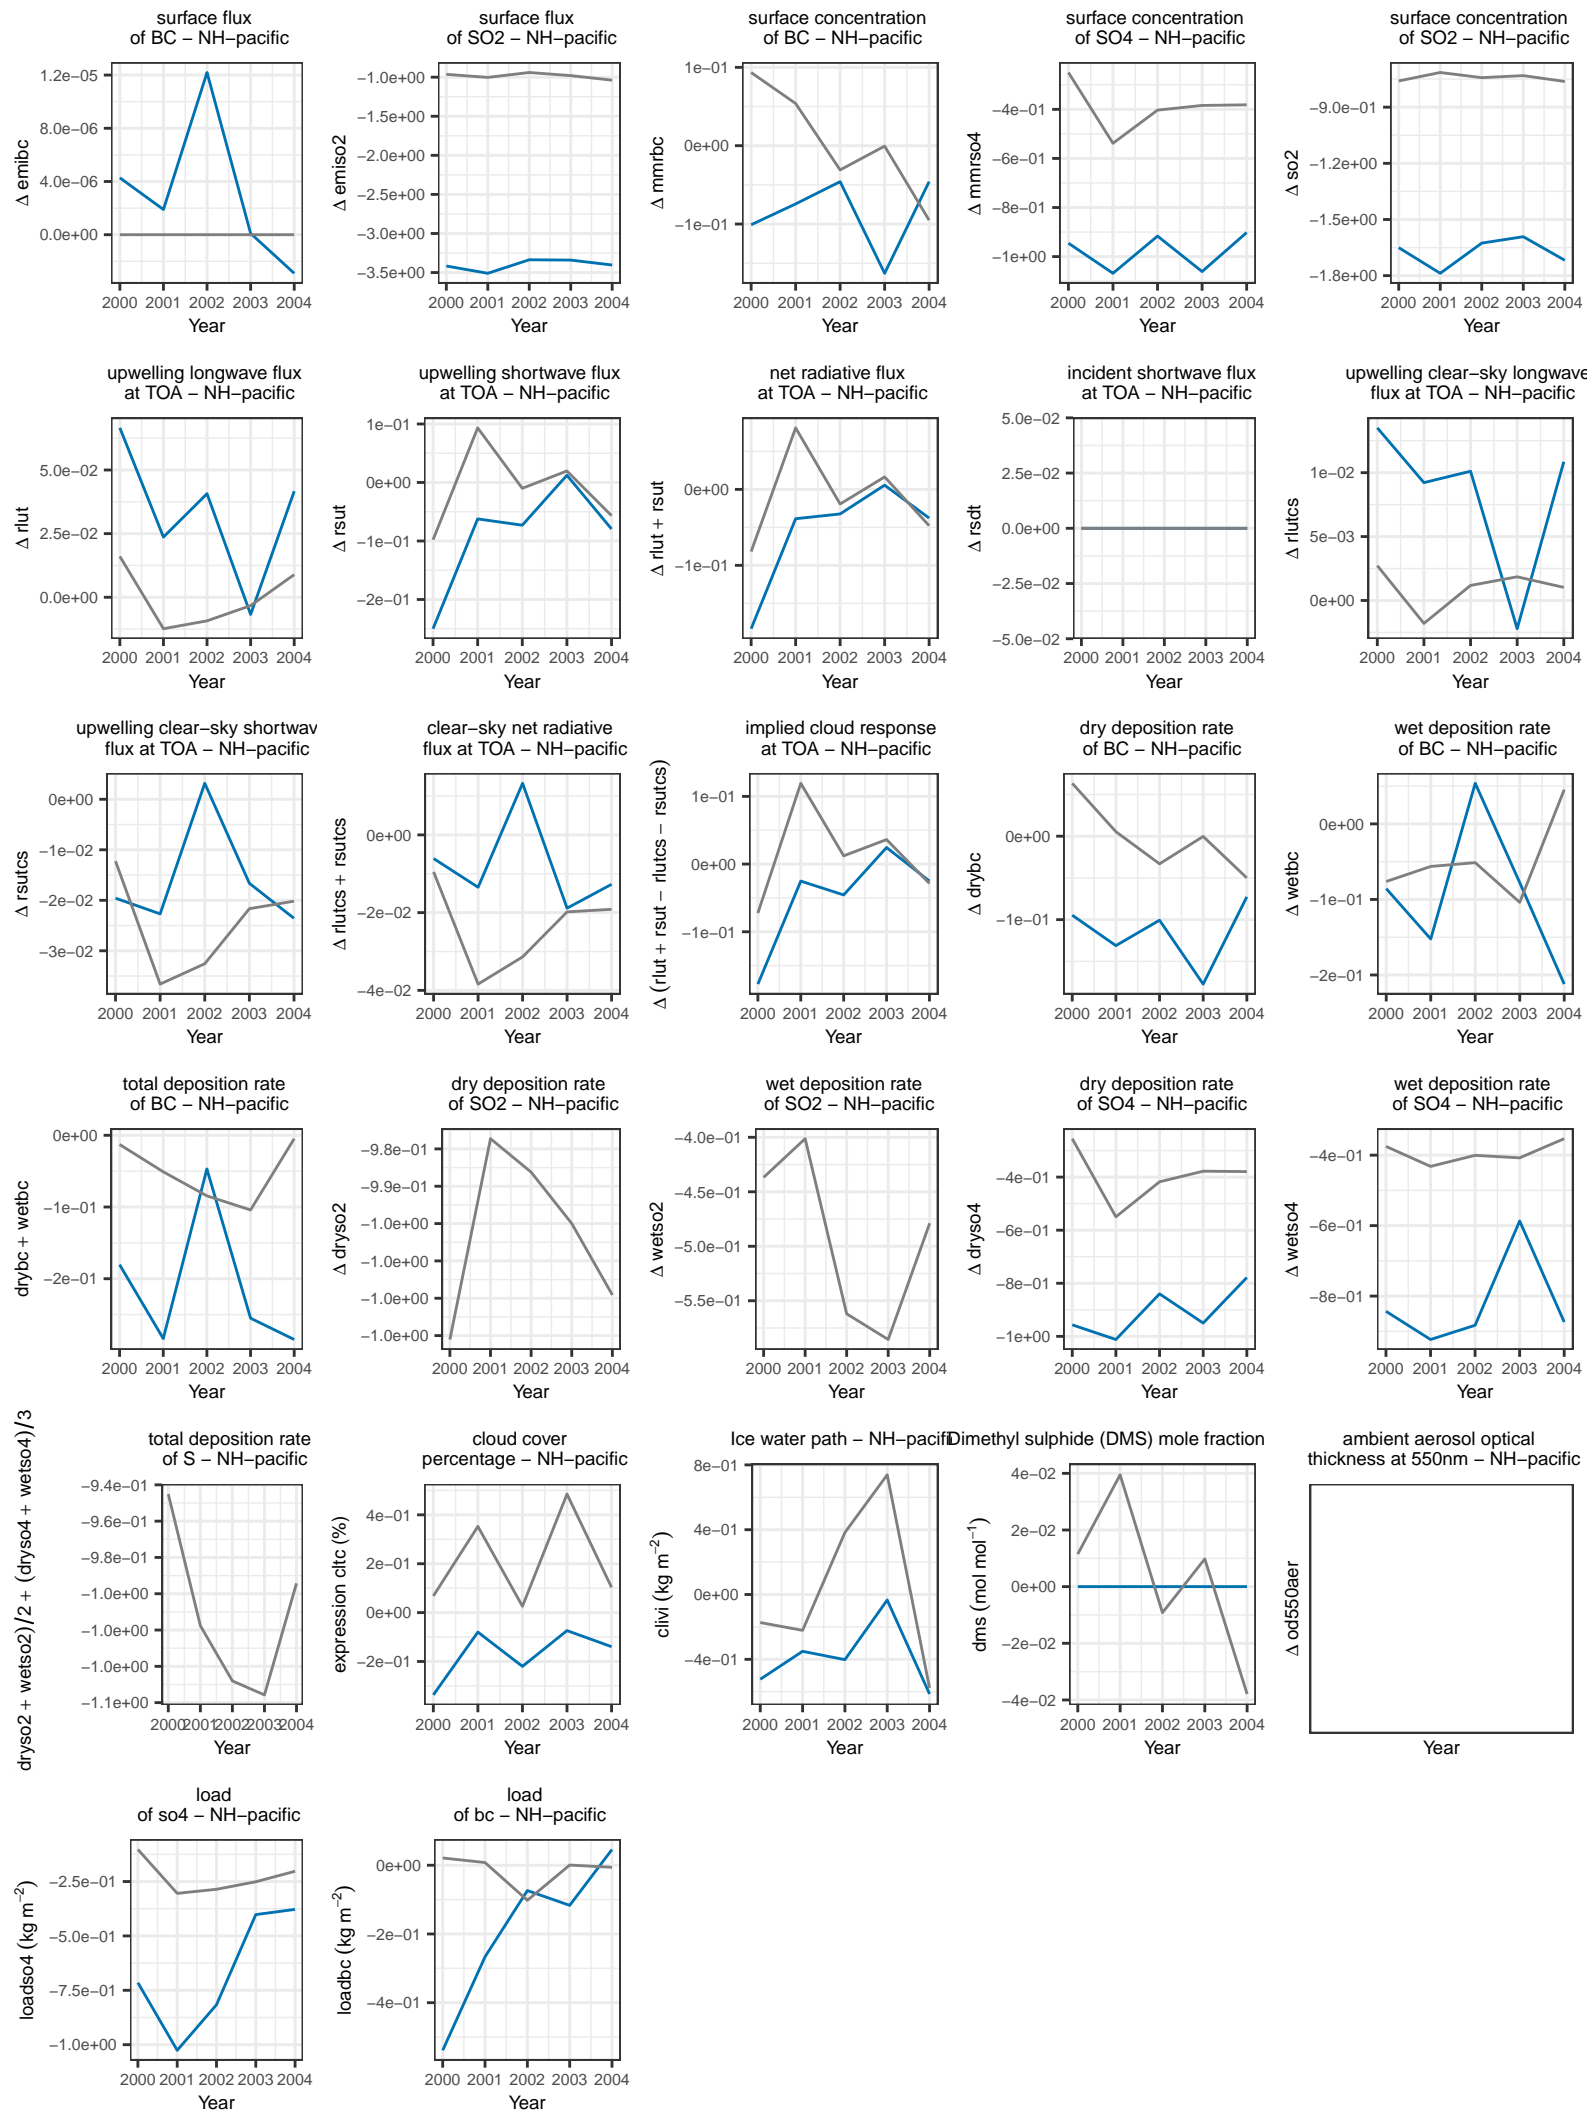 surface flux
of BC − NH−pacific
Δ emibc
1.2e−05
8.0e−06
4.0e−06
0.0e+00
2000 2001 2002 2003 2004
Year
surface flux
of SO2 − NH−pacific
Δ emiso2
−1.0e+00
−1.5e+00
−2.0e+00
−2.5e+00
−3.0e+00
−3.5e+00
2000 2001 2002 2003 2004
Year
surface concentration
of BC − NH−pacific
Δ mmrbc
1e−01
0e+00
−1e−01
2000 2001 2002 2003 2004
Year
surface concentration
of SO4 − NH−pacific
Δ mmrso4
−4e−01
−6e−01
−8e−01
−1e+00
2000 2001 2002 2003 2004
Year
surface concentration
of SO2 − NH−pacific
Δ so2
−9.0e−01
−1.2e+00
−1.5e+00
−1.8e+00
2000 2001 2002 2003 2004
Year
upwelling longwave flux
at TOA − NH−pacific
Δ rlut
5.0e−02
2.5e−02
0.0e+00
2000 2001 2002 2003 2004
Year
upwelling shortwave flux
at TOA − NH−pacific
Δ rsut
1e−01
0e+00
−1e−01
−2e−01
2000 2001 2002 2003 2004
Year
net radiative flux
at TOA − NH−pacific
Δ rlut + rsut
0e+00
−1e−01
2000 2001 2002 2003 2004
Year
incident shortwave flux
at TOA − NH−pacific
Δ rsdt
5.0e−02
2.5e−02
0.0e+00
−2.5e−02
−5.0e−02
2000 2001 2002 2003 2004
Year
upwelling clear−sky longwave
flux at TOA − NH−pacific
Δ rlutcs
1e−02
5e−03
0e+00
2000 2001 2002 2003 2004
Year
upwelling clear−sky shortwav
flux at TOA − NH−pacific
Δ rsutcs
0e+00
−1e−02
−2e−02
−3e−02
2000 2001 2002 2003 2004
Year
clear−sky net radiative
flux at TOA − NH−pacific
Δ rlutcs + rsutcs
0e+00
−2e−02
−4e−02
2000 2001 2002 2003 2004
Year
implied cloud response
at TOA − NH−pacific
Δ (rlut + rsut − rlutcs − rsutcs)
1e−01
0e+00
−1e−01
2000 2001 2002 2003 2004
Year
dry deposition rate
of BC − NH−pacific
Δ drybc
0e+00
−1e−01
2000 2001 2002 2003 2004
Year
wet deposition rate
of BC − NH−pacific
Δ wetbc
0e+00
−1e−01
−2e−01
2000 2001 2002 2003 2004
Year
total deposition rate
of BC − NH−pacific
drybc + wetbc
0e+00
−1e−01
−2e−01
2000 2001 2002 2003 2004
Year
dry deposition rate
of SO2 − NH−pacific
Δ dryso2
−9.8e−01
−9.9e−01
−1.0e+00
−1.0e+00
−1.0e+00
−1.0e+00
2000 2001 2002 2003 2004
Year
wet deposition rate
of SO2 − NH−pacific
Δ wetso2
−4.0e−01
−4.5e−01
−5.0e−01
−5.5e−01
2000 2001 2002 2003 2004
Year
dry deposition rate
of SO4 − NH−pacific
Δ dryso4
−4e−01
−6e−01
−8e−01
−1e+00
2000 2001 2002 2003 2004
Year
wet deposition rate
of SO4 − NH−pacific
Δ wetso4
−4e−01
−6e−01
−8e−01
2000 2001 2002 2003 2004
Year
total deposition rate
of S − NH−pacific
dryso2 + wetso2)/2 + (dryso4 + wetso4)/3
−9.4e−01
−9.6e−01
−9.8e−01
−1.0e+00
−1.0e+00
−1.0e+00
−1.1e+00
2000 2001 2002 2003 2004
Year
cloud cover
percentage − NH−pacific
expression cltc (%)
4e−01
2e−01
0e+00
−2e−01
2000 2001 2002 2003 2004
Year
Ice water path − NH−pacifi
clivi (kg m⁻²)
8e−01
4e−01
0e+00
−4e−01
2000 2001 2002 2003 2004
Year
Dimethyl sulphide (DMS) mole fraction
dms (mol mol⁻¹)
4e−02
2e−02
0e+00
−2e−02
−4e−02
2000 2001 2002 2003 2004
Year
ambient aerosol optical
thickness at 550nm − NH−pacific
Δ od550aer
Year
load
of so4 − NH−pacific
loadso4 (kg m⁻²)
−2.5e−01
−5.0e−01
−7.5e−01
−1.0e+00
2000 2001 2002 2003 2004
Year
load
of bc − NH−pacific
loadbc (kg m⁻²)
0e+00
−2e−01
−4e−01
2000 2001 2002 2003 2004
Year